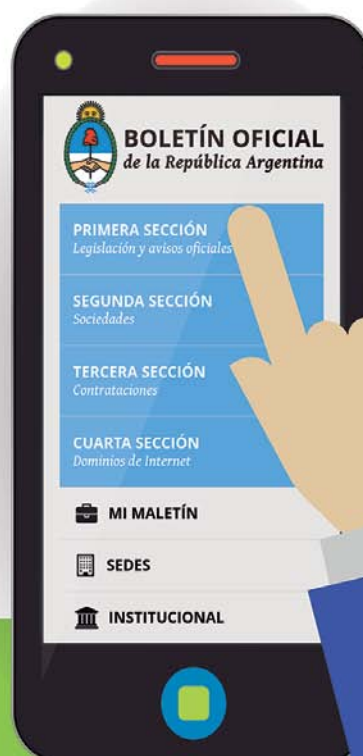 BOLETÍN OFICIAL
de la República Argentina
PRIMERA SECCIÓN
Legislación y avisos oficiales
SEGUNDA SECCIÓN
Sociedades
TERCERA SECCIÓN
Contrataciones
CUARTA SECCIÓN
Dominios de Internet
MI MALETÍN
SEDES
INSTITUCIONAL